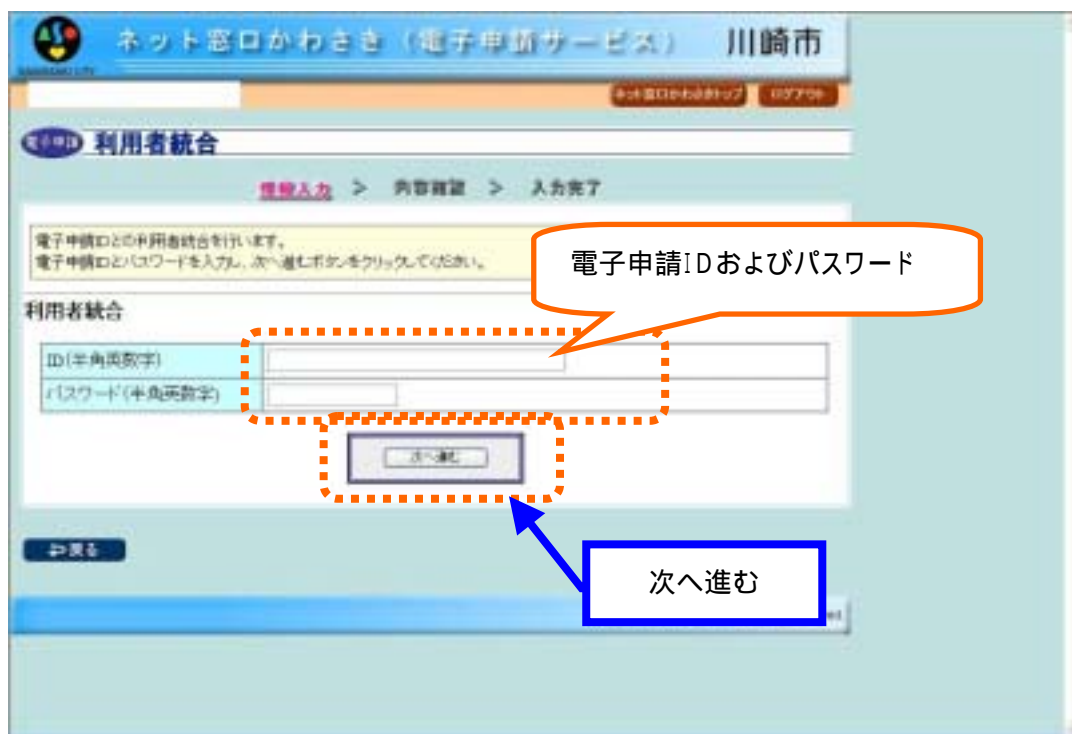 ネット窓口かわさき（電子申請サービス） 川崎市
ネット窓口かわさきトップ ログアウト
電子申請 利用者統合
情報入力 > 内容確認 > 入力完了
電子申請IDとの利用者統合を行います。
電子申請IDとパスワードを入力し、次へ進むボタンをクリックしてください。
電子申請IDおよびパスワード
利用者統合
ID(半角英数字)
パスワード(半角英数字)
次へ進む
戻る
次へ進む